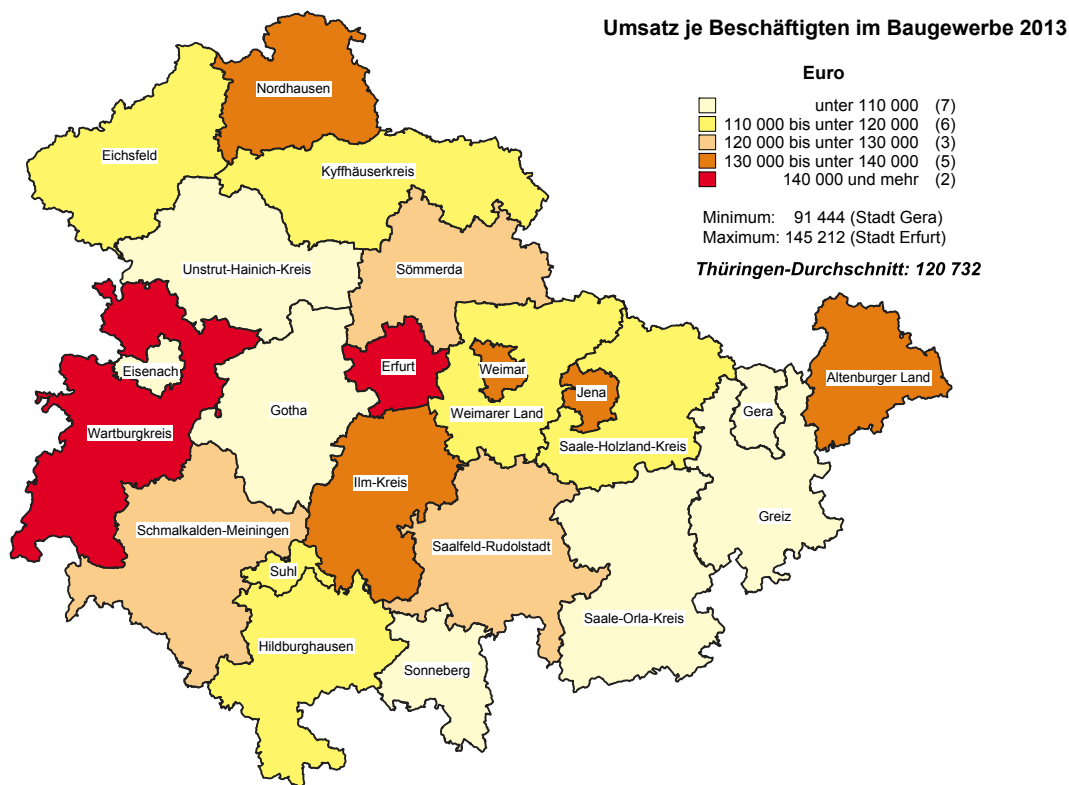 Umsatz je Beschäftigten im Baugewerbe 2013
Euro
unter 110 000 (7)
110 000 bis unter 120 000 (6)
120 000 bis unter 130 000 (3)
130 000 bis unter 140 000 (5)
140 000 und mehr (2)
Minimum: 91 444 (Stadt Gera)
Maximum: 145 212 (Stadt Erfurt)
Thüringen-Durchschnitt: 120 732
Nordhausen
Eichsfeld
Kyffhäuserkreis
Unstrut-Hainich-Kreis
Sömmerda
Eisenach
Erfurt
Weimar
Altenburger Land
Jena
Gotha
Weimarer Land
Gera
Wartburgkreis
Saale-Holzland-Kreis
Ilm-Kreis
Greiz
Schmalkalden-Meiningen
Saalfeld-Rudolstadt
Suhl
Saale-Orla-Kreis
Hildburghausen
Sonneberg